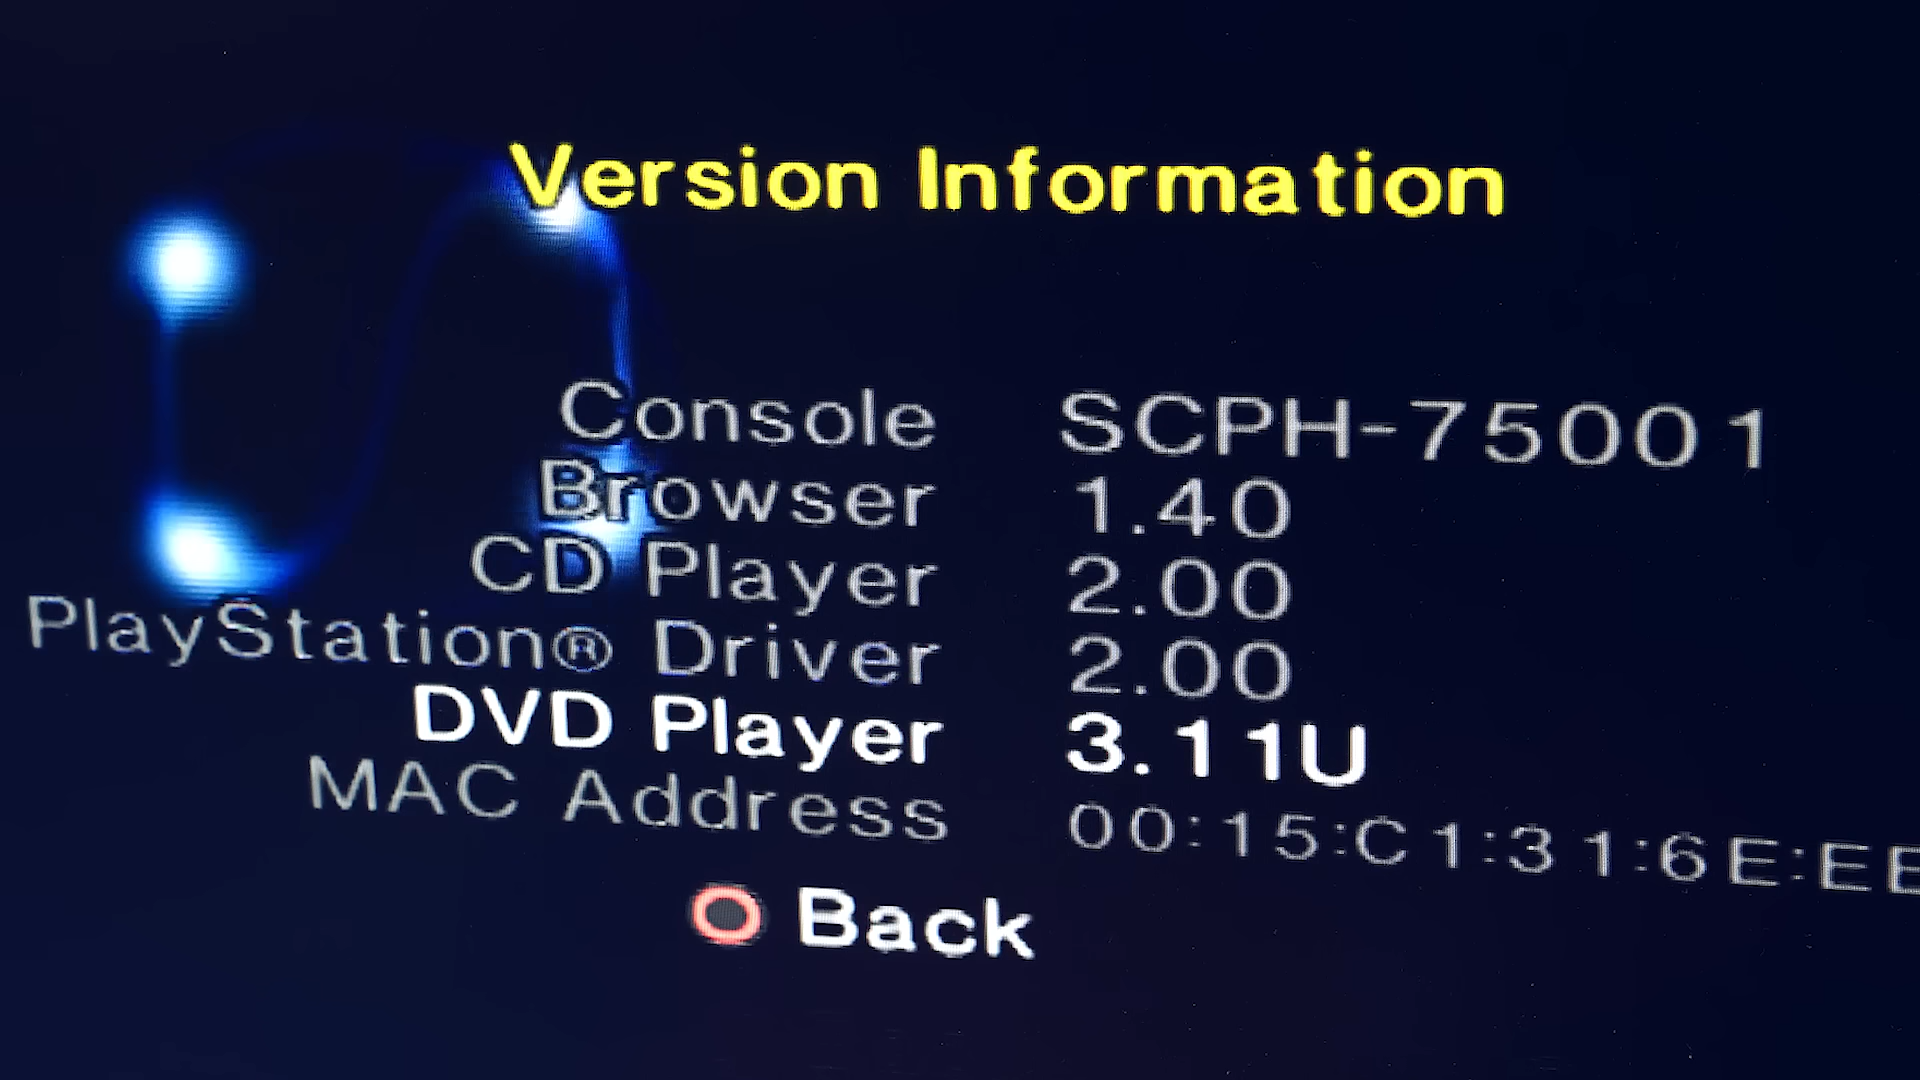 Version Information
Console SCPH-75001
Browser 1.40
CD Player 2.00
PlayStation® Driver 2.00
DVD Player 3.11U
MAC Address 00:15:C1:31:6E:EE
Back